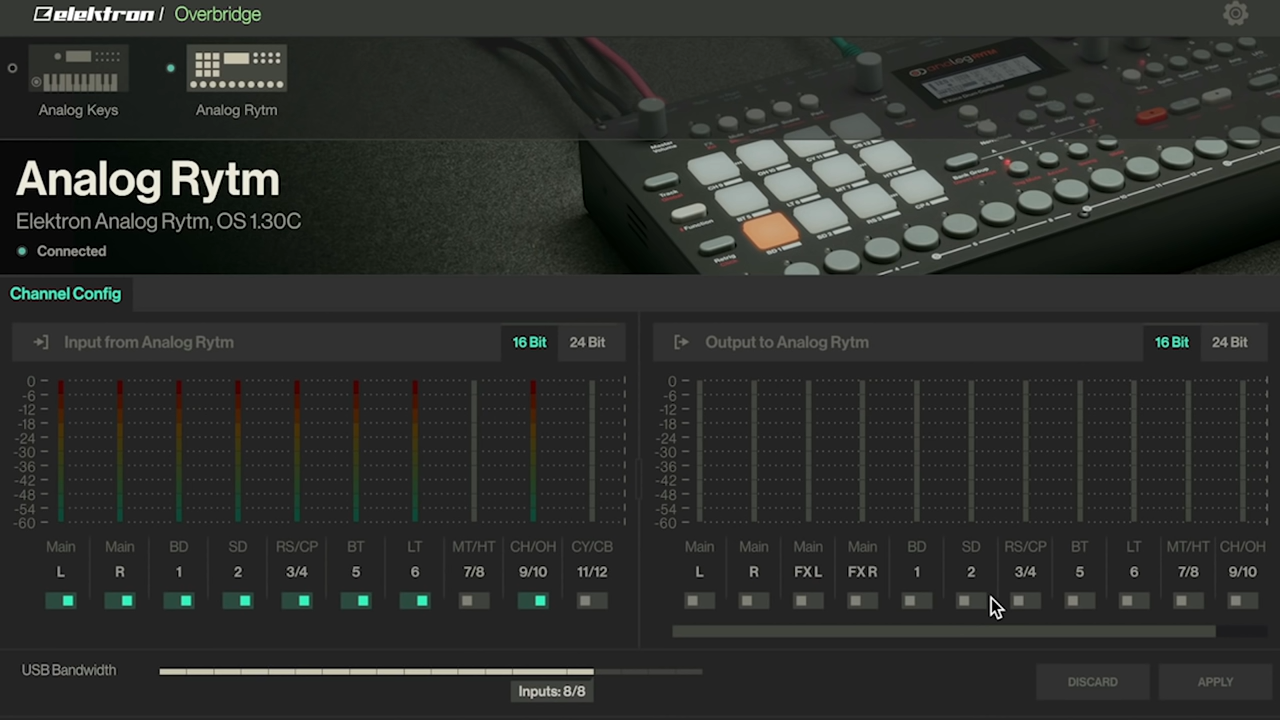 elektron / Overbridge
Analog Keys
Analog Rytm
Analog Rytm
Elektron Analog Rytm, OS 1.30C
Connected
Channel Config
Input from Analog Rytm
16 Bit
24 Bit
0
-6
-12
-18
-24
-30
-36
-42
-48
-54
-60
Main Main BD SD RS/CP BT LT MT/HT CH/OH CY/CB
L R 1 2 3/4 5 6 7/8 9/10 11/12
Output to Analog Rytm
16 Bit
24 Bit
0
-6
-12
-18
-24
-30
-36
-42
-48
-54
-60
Main Main Main Main BD SD RS/CP BT LT MT/HT CH/OH
L R FX L FX R 1 2 3/4 5 6 7/8 9/10
USB Bandwidth
Inputs: 8/8
DISCARD
APPLY